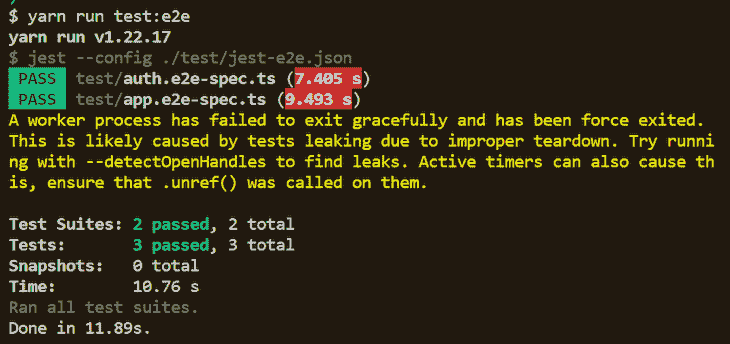 $ yarn run test:e2e
yarn run v1.22.17
$ jest --config ./test/jest-e2e.json
PASS test/auth.e2e-spec.ts (7.405 s)
PASS test/app.e2e-spec.ts (9.493 s)
A worker process has failed to exit gracefully and has been force exited.
This is likely caused by tests leaking due to improper teardown. Try runni
ng with --detectOpenHandles to find leaks. Active timers can also cause th
is, ensure that .unref() was called on them.
Test Suites: 2 passed, 2 total
Tests: 3 passed, 3 total
Snapshots: 0 total
Time: 10.76 s
Ran all test suites.
Done in 11.89s.